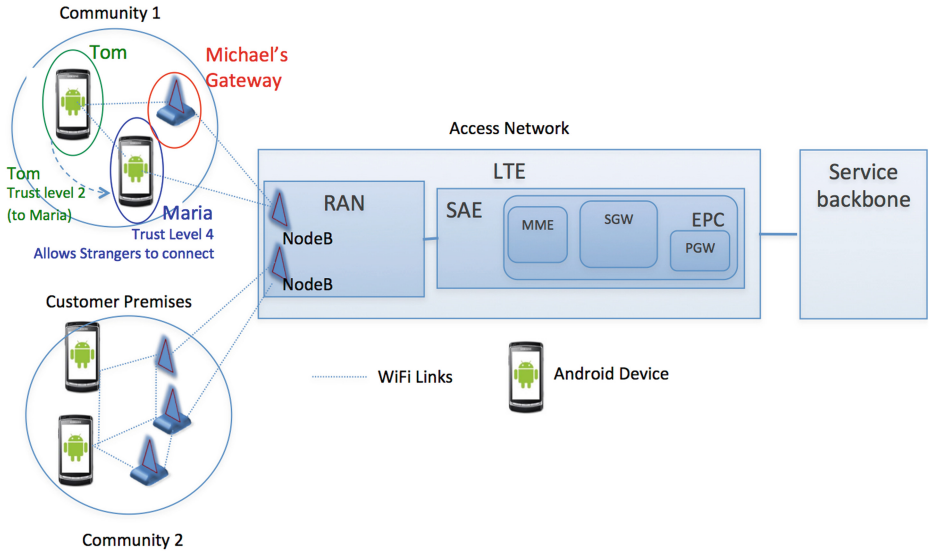 Community 1
Tom
Michael's
Gateway
Tom
Trust level 2
(to Maria)
Maria
Trust Level 4
Allows Strangers to connect
Access Network
LTE
RAN
NodeB
NodeB
SAE
MME
SGW
EPC
PGW
Service
backbone
Customer Premises
WiFi Links
Android Device
Community 2